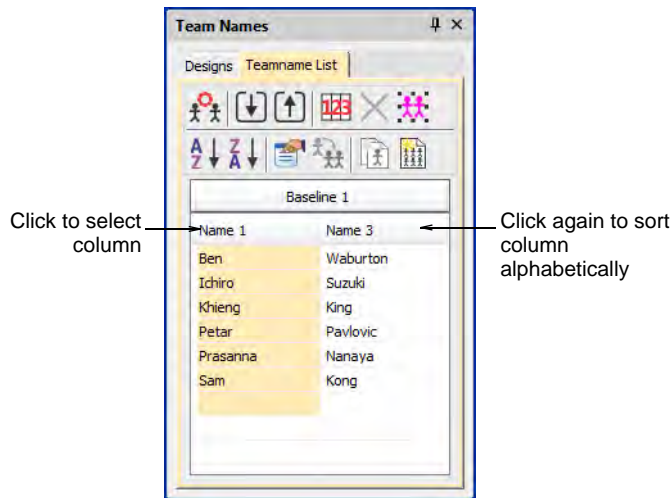 Team Names
Designs Teamname List
123
A Z Z A
Baseline 1
Name 1 Name 3
Ben Waburton
Ichiro Suzuki
Khieng King
Petar Pavlovic
Prasanna Nanaya
Sam Kong
Click to select
column
Click again to sort
column
alphabetically